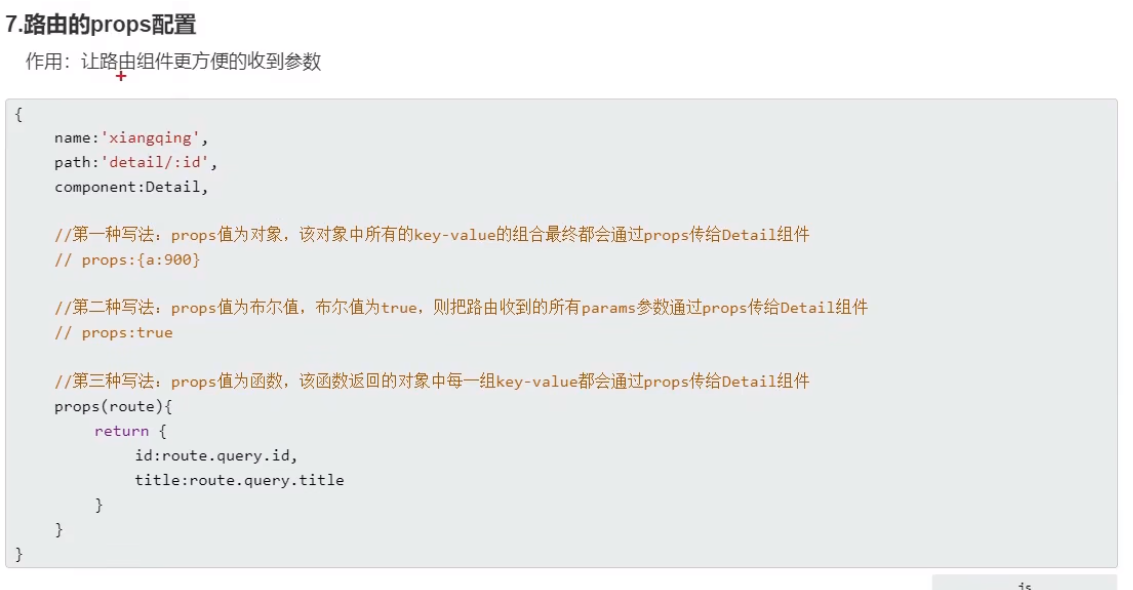 7.路由的props配置
作用：让路由组件更方便的收到参数
{
name:'xiangqing',
path:'detail/:id',
component:Detail,
//第一种写法：props值为对象，该对象中所有的key-value的组合最终都会通过props传给Detail组件
// props:{a:900}
//第二种写法：props值为布尔值，布尔值为true，则把路由收到的所有params参数通过props传给Detail组件
// props:true
//第三种写法：props值为函数，该函数返回的对象中每一组key-value都会通过props传给Detail组件
props(route){
return {
id:route.query.id,
title:route.query.title
}
}
}
js